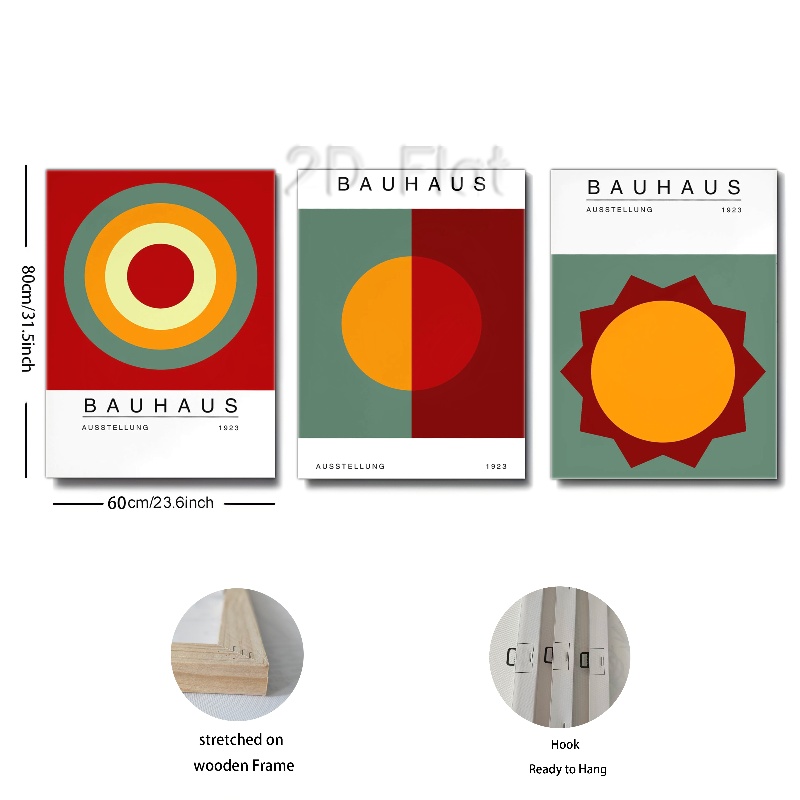 2D Flat
BAUHAUS
BAUHAUS
AUSSTELLUNG 1923
80cm/31.5inch
BAUHAUS
AUSSTELLUNG 1923
AUSSTELLUNG 1923
60cm/23.6inch
stretched on
wooden Frame
Hook
Ready to Hang